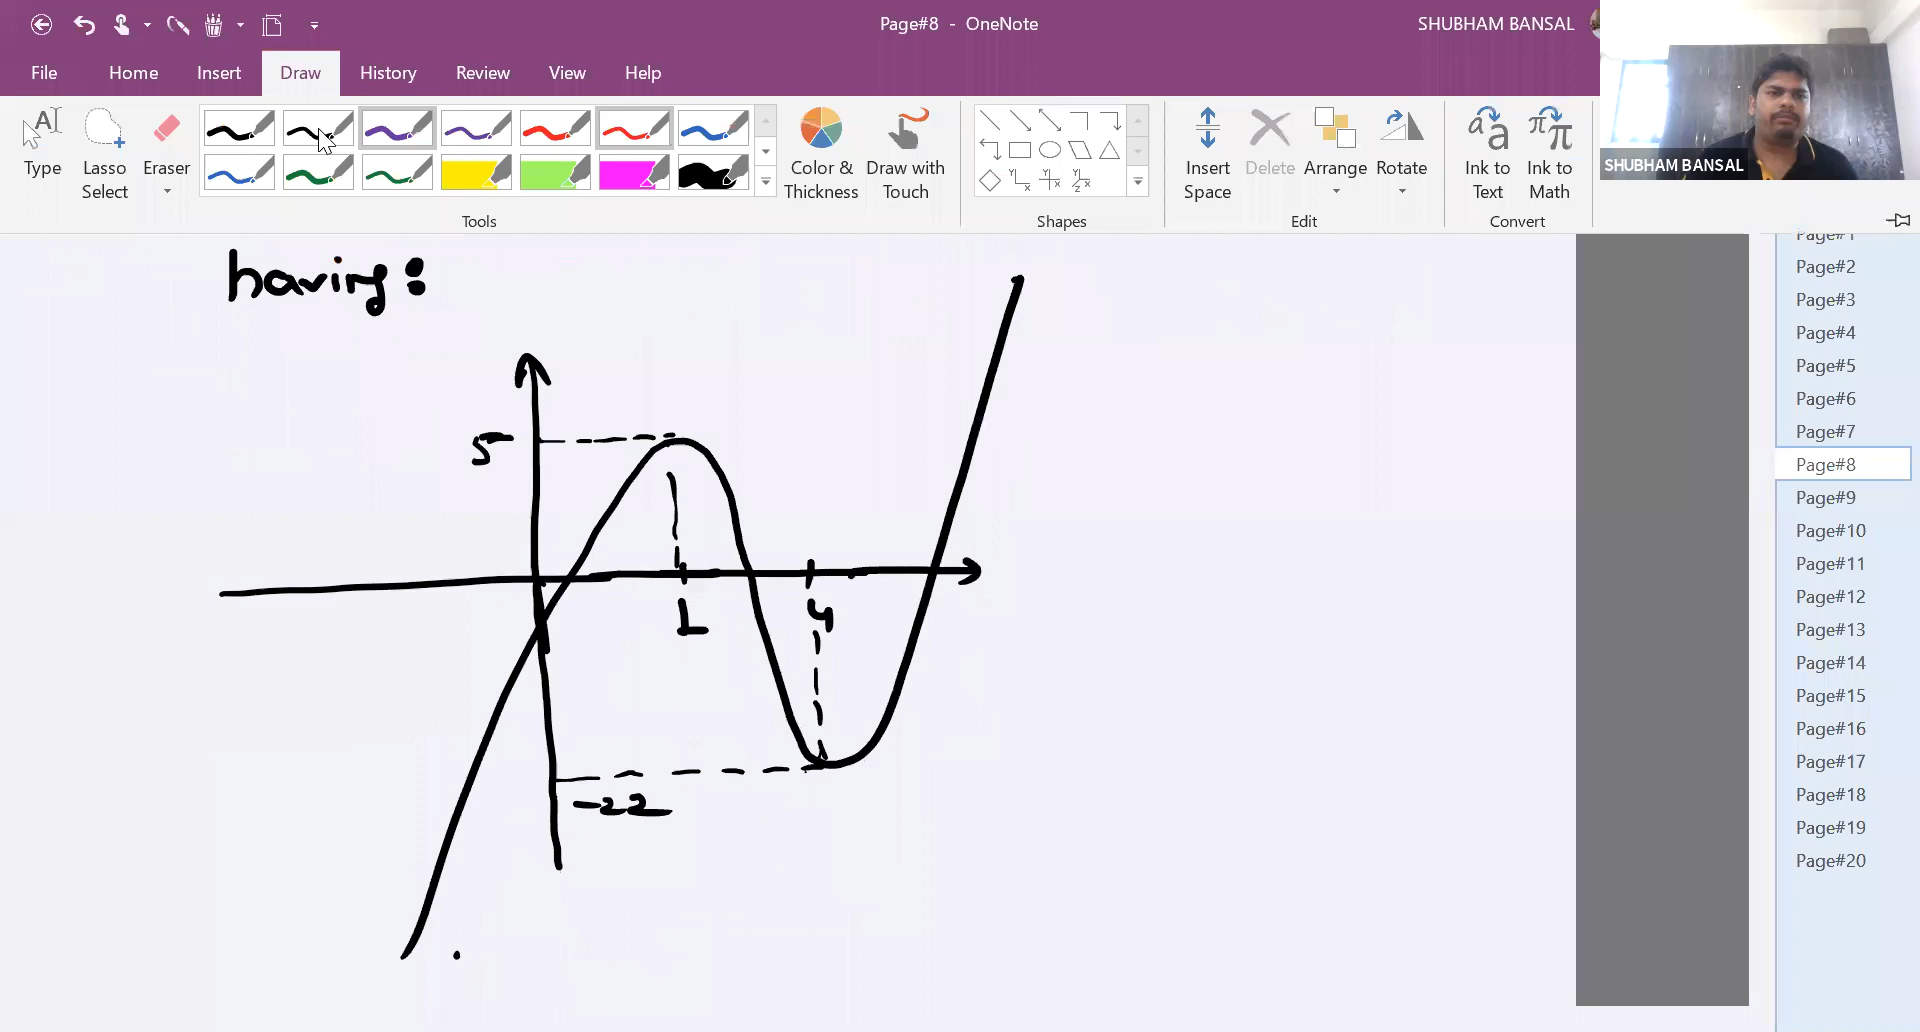 Page#8 - OneNote
SHUBHAM BANSAL
File Home Insert Draw History Review View Help
Type
Lasso Select
Eraser
Color & Thickness
Draw with Touch
Insert Space
Delete
Arrange
Rotate
Ink to Text
Ink to Math
Tools
Shapes
Edit
Convert
SHUBHAM BANSAL
having:
5
1
4
-22
Page#1
Page#2
Page#3
Page#4
Page#5
Page#6
Page#7
Page#8
Page#9
Page#10
Page#11
Page#12
Page#13
Page#14
Page#15
Page#16
Page#17
Page#18
Page#19
Page#20